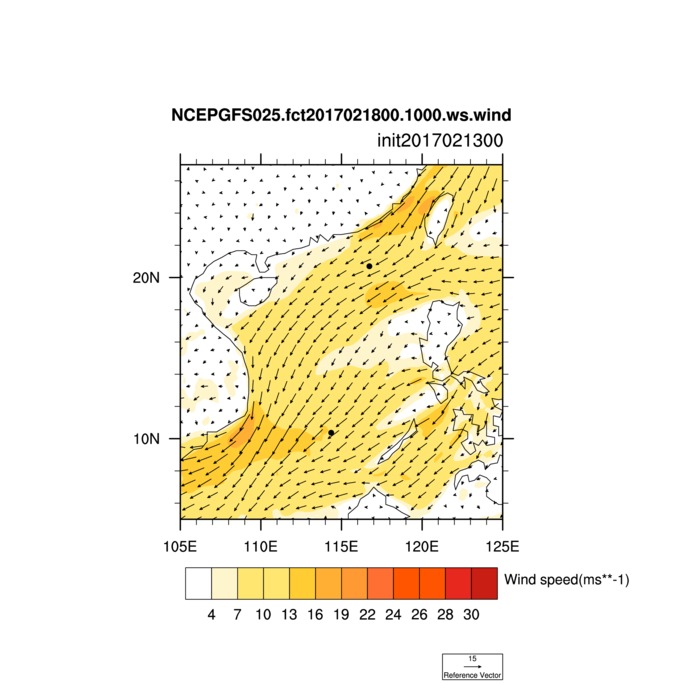 NCEPGFS025.fct2017021800.1000.ws.wind
init2017021300
20N
10N
105E 110E 115E 120E 125E
Wind speed(ms**-1)
4 7 10 13 16 19 22 24 26 28 30
15
Reference Vector